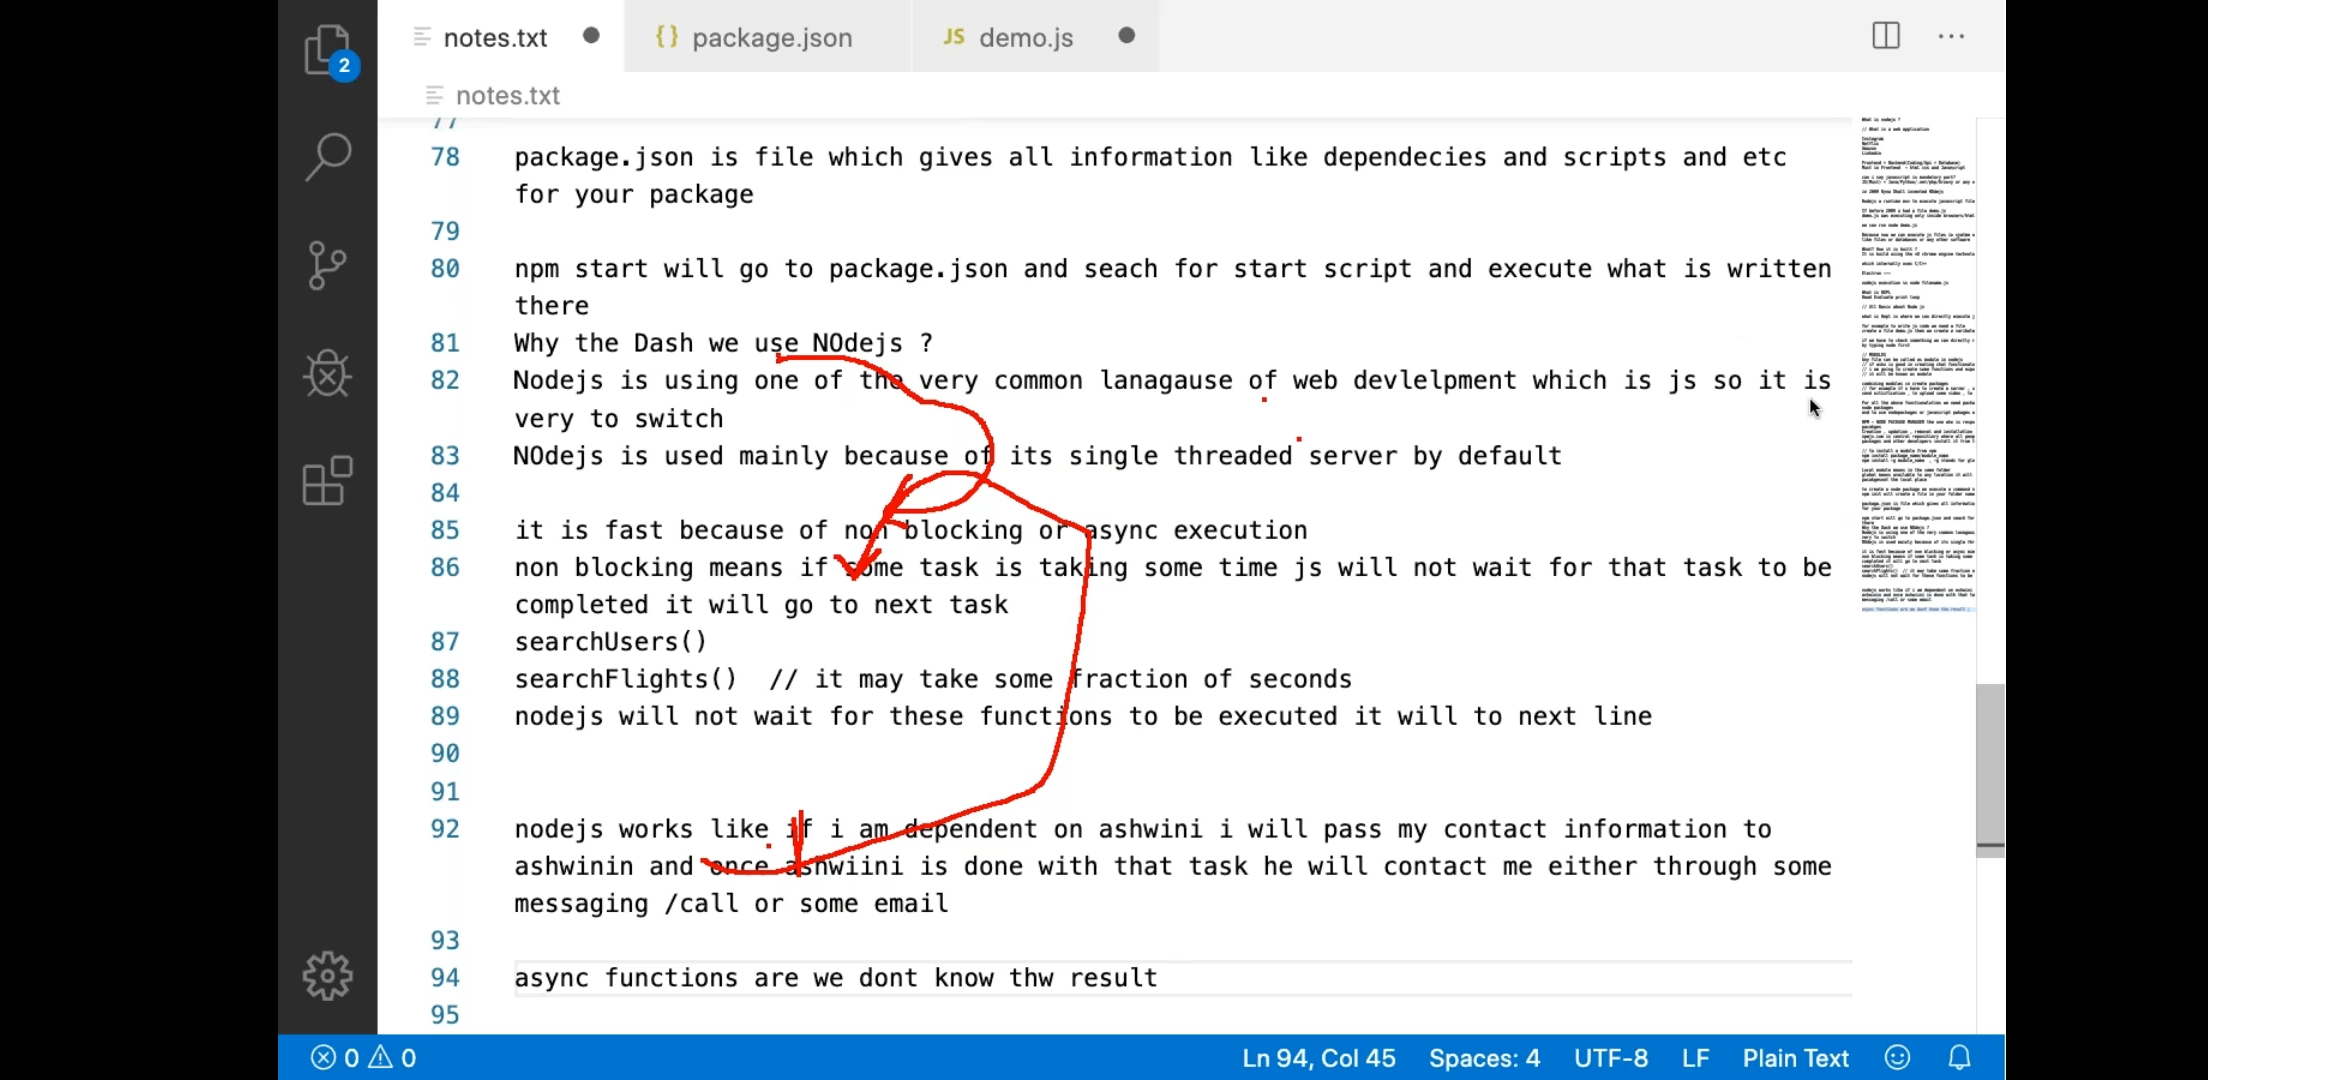 notes.txt
{} package.json
JS demo.js
2
notes.txt
77
78 package.json is file which gives all information like dependecies and scripts and etc
for your package
79
80 npm start will go to package.json and seach for start script and execute what is written
there
81 Why the Dash we use NOdejs ?
82 Nodejs is using one of the very common lanagause of web devlelpment which is js so it is
very to switch
83 NOdejs is used mainly because of its single threaded server by default
84
85 it is fast because of non blocking or async execution
86 non blocking means if some task is taking some time js will not wait for that task to be
completed it will go to next task
87 searchUsers()
88 searchFlights()  // it may take some fraction of seconds
89 nodejs will not wait for these functions to be executed it will to next line
90
91
92 nodejs works like if i am dependent on ashwini i will pass my contact information to
ashwinin and once ashwiini is done with that task he will contact me either through some
messaging /call or some email
93
94 async functions are we dont know thw result
95
0 0 Ln 94, Col 45 Spaces: 4 UTF-8 LF Plain Text